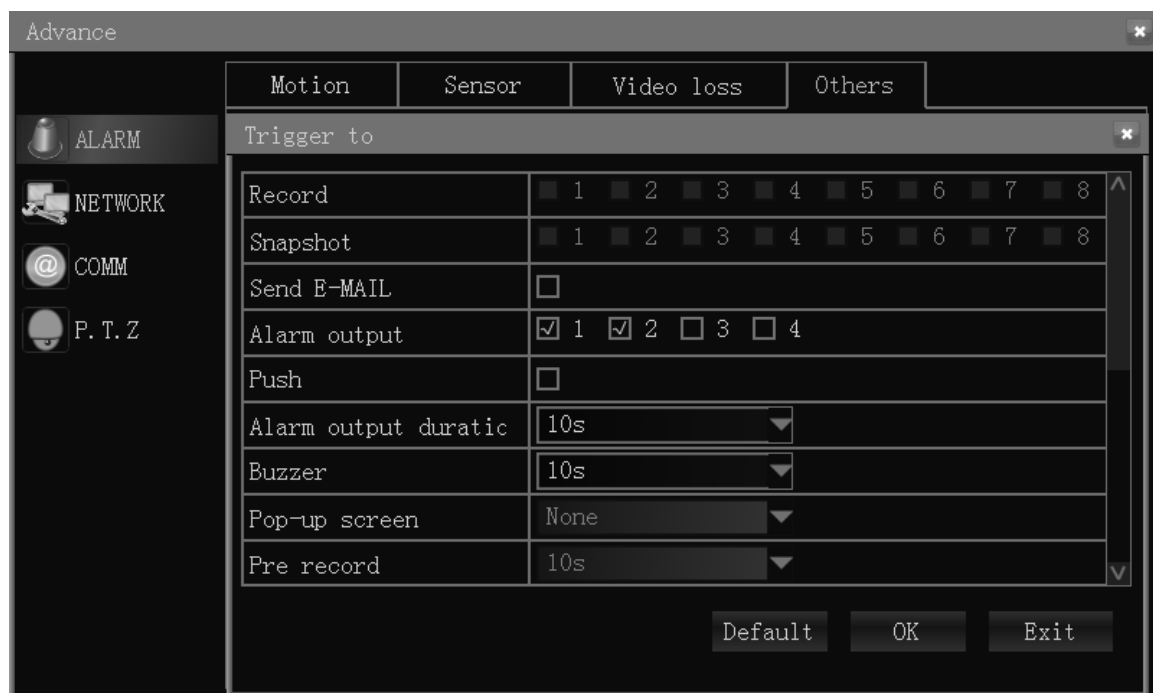 Advance
Motion Sensor Video loss Others
ALARM
NETWORK
COMM
P.T.Z
Trigger to
Record 1 2 3 4 5 6 7 8
Snapshot 1 2 3 4 5 6 7 8
Send E-MAIL
Alarm output 1 2 3 4
Push
Alarm output duratic 10s
Buzzer 10s
Pop-up screen None
Pre record 10s
Default OK Exit